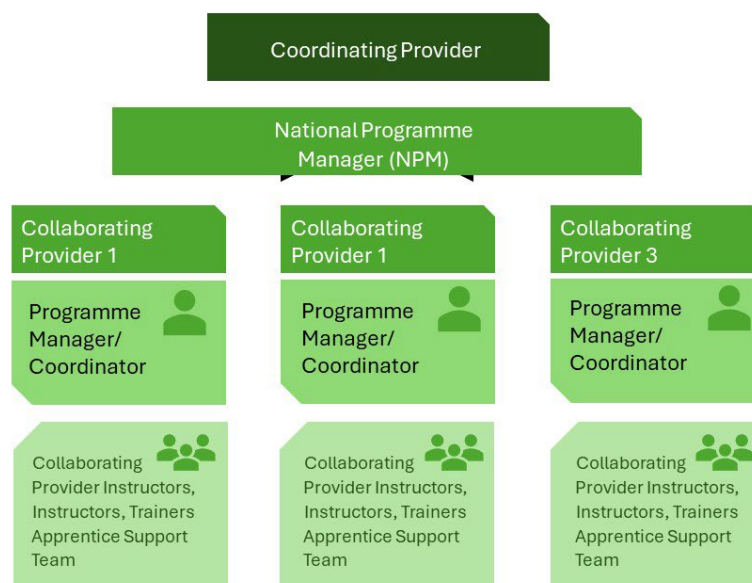 Coordinating Provider
National Programme
Manager (NPM)
Collaborating
Provider 1
Collaborating
Provider 1
Collaborating
Provider 3
Programme
Manager/
Coordinator
Programme
Manager/
Coordinator
Programme
Manager/
Coordinator
Collaborating
Provider Instructors,
Instructors, Trainers
Apprentice Support
Team
Collaborating
Provider Instructors,
Instructors, Trainers
Apprentice Support
Team
Collaborating
Provider Instructors,
Instructors, Trainers
Apprentice Support
Team